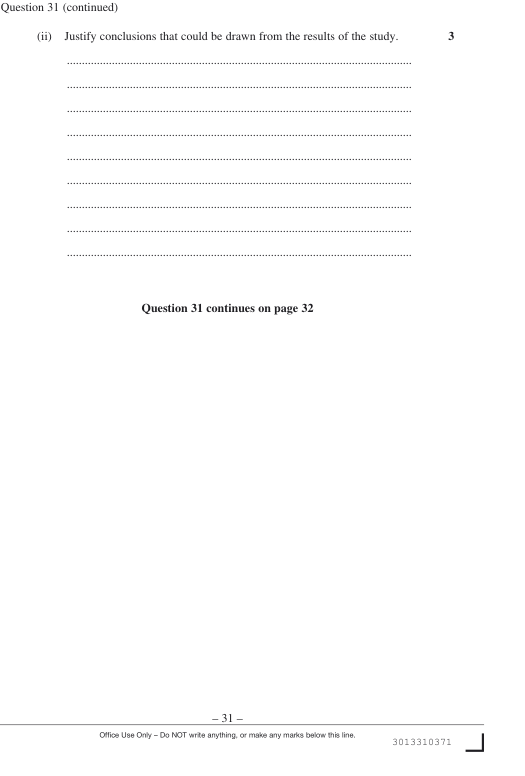 Question 31 (continued)
(ii) Justify conclusions that could be drawn from the results of the study. 3
Question 31 continues on page 32
– 31 –
Office Use Only – Do NOT write anything, or make any marks below this line.
3013310371